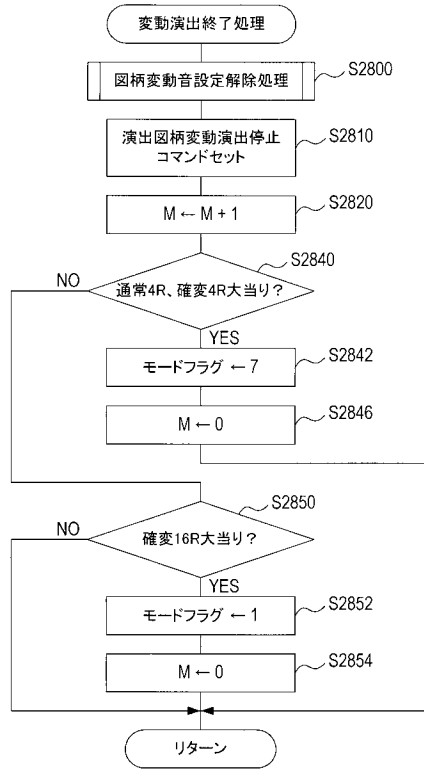 変動演出終了処理
図柄変動音設定解除処理
S2800
演出図柄変動演出停止
コマンドセット
S2810
M ← M + 1
S2820
S2840
NO
通常4R、確変4R大当り?
YES
モードフラグ ← 7
S2842
M ← 0
S2846
S2850
NO
確変16R大当り?
YES
モードフラグ ← 1
S2852
M ← 0
S2854
リターン